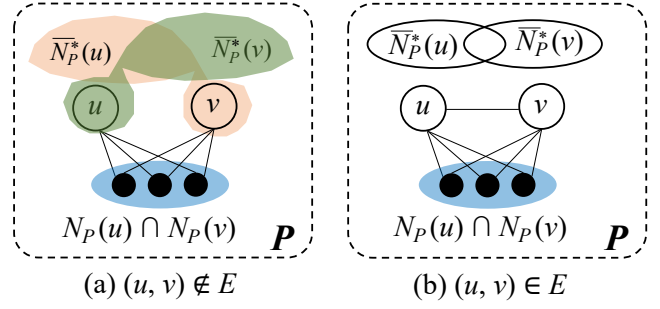 N̅*_P(u) N̅*_P(v)
u v
N_P(u) ∩ N_P(v) P
(a) (u, v) ∉ E
N̅*_P(u) N̅*_P(v)
u v
N_P(u) ∩ N_P(v) P
(b) (u, v) ∈ E